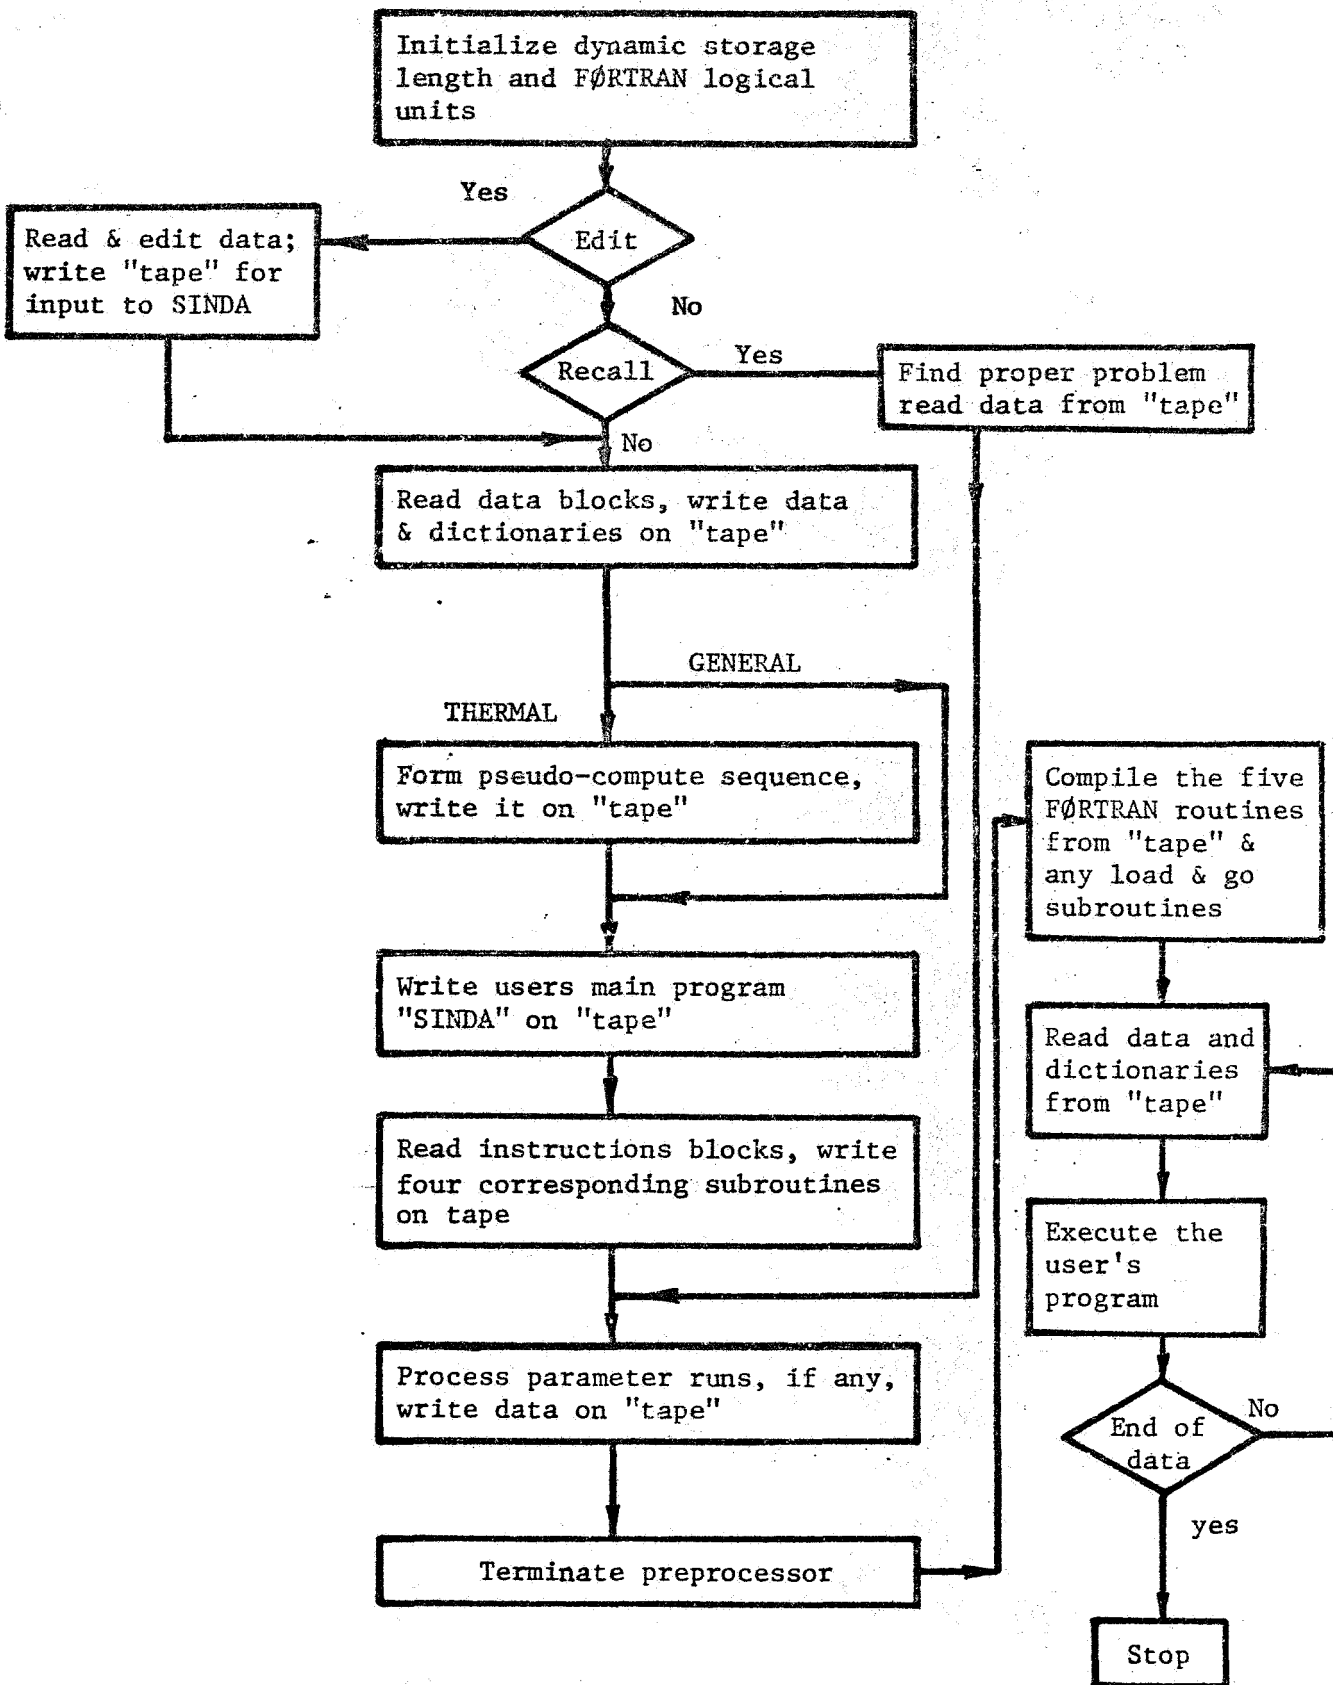 Initialize dynamic storage
length and FØRTRAN logical
units
Yes
Edit
Read & edit data;
write "tape" for
input to SINDA
No
Recall
Yes
Find proper problem
read data from "tape"
No
Read data blocks, write data
& dictionaries on "tape"
GENERAL
THERMAL
Form pseudo-compute sequence,
write it on "tape"
Write users main program
"SINDA" on "tape"
Read instructions blocks, write
four corresponding subroutines
on tape
Process parameter runs, if any,
write data on "tape"
Terminate preprocessor
Compile the five
FØRTRAN routines
from "tape" &
any load & go
subroutines
Read data and
dictionaries
from "tape"
Execute the
user's
program
End of
data
No
yes
Stop